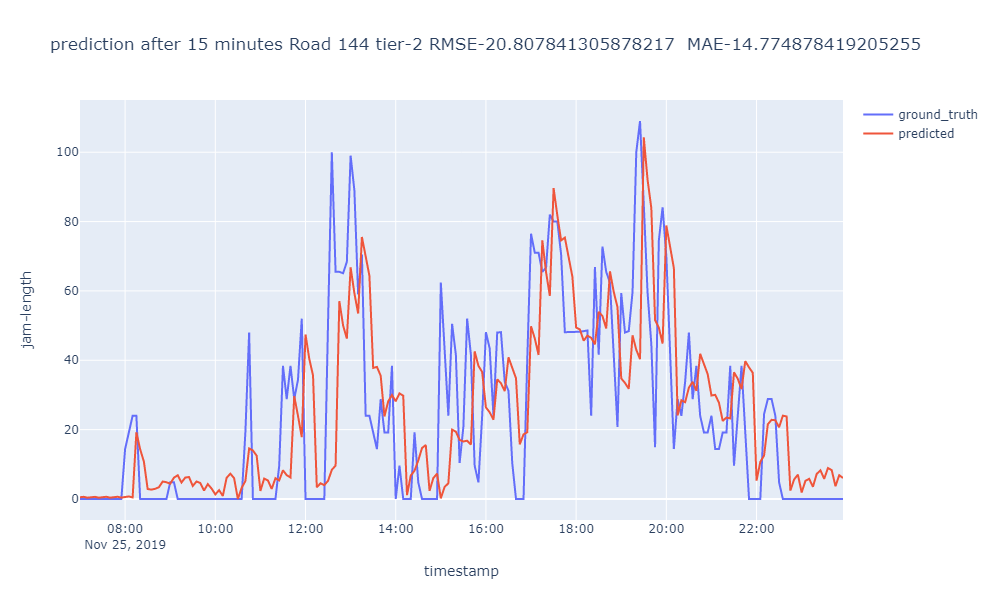 prediction after 15 minutes Road 144 tier-2 RMSE-20.807841305878217  MAE-14.774878419205255
ground_truth
predicted
jam-length
100
80
60
40
20
0
08:00 10:00 12:00 14:00 16:00 18:00 20:00 22:00
Nov 25, 2019
timestamp